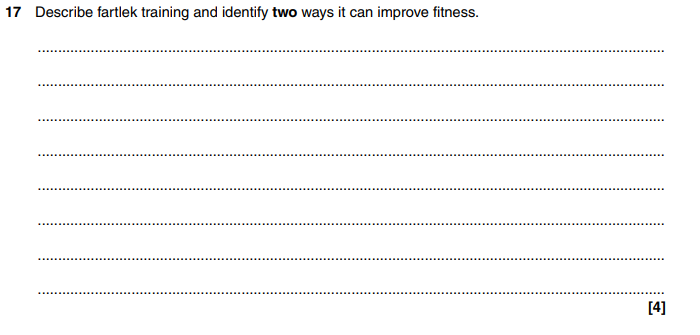 17 Describe fartlek training and identify two ways it can improve fitness.
[4]